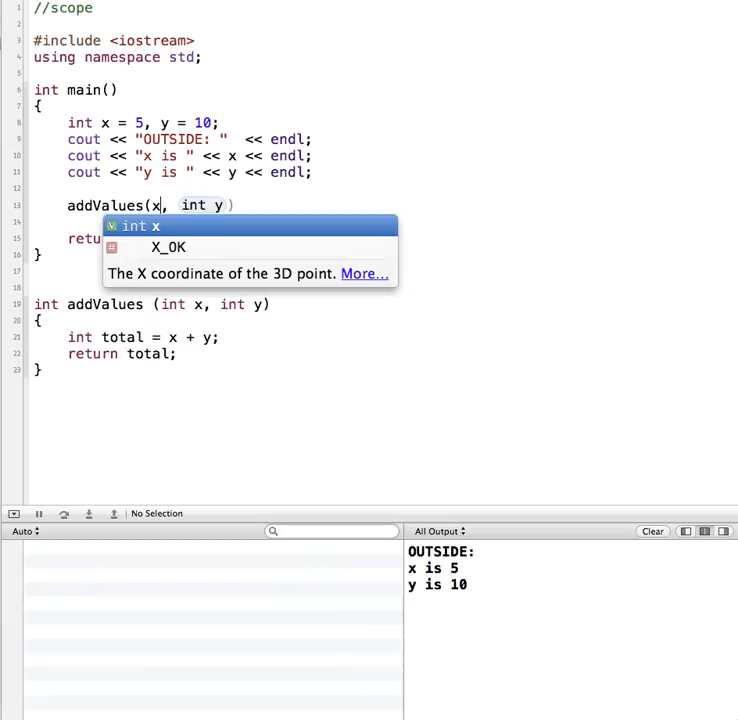 1 //scope
2
3 #include <iostream>
4 using namespace std;
5
6 int main()
7 {
8 int x = 5, y = 10;
9 cout << "OUTSIDE: "  << endl;
10 cout << "x is " << x << endl;
11 cout << "y is " << y << endl;
12
13 addValues(x, int y)
int x
14
X_OK
15 retu
16 }
The X coordinate of the 3D point. More...
17
18
19 int addValues (int x, int y)
20 {
21 int total = x + y;
22 return total;
23 }
No Selection
Auto
All Output
Clear
OUTSIDE:
x is 5
y is 10